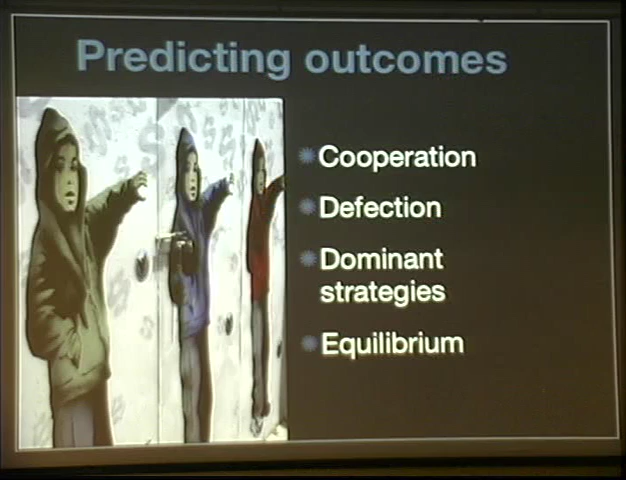 Predicting outcomes
Cooperation
Defection
Dominant
strategies
Equilibrium